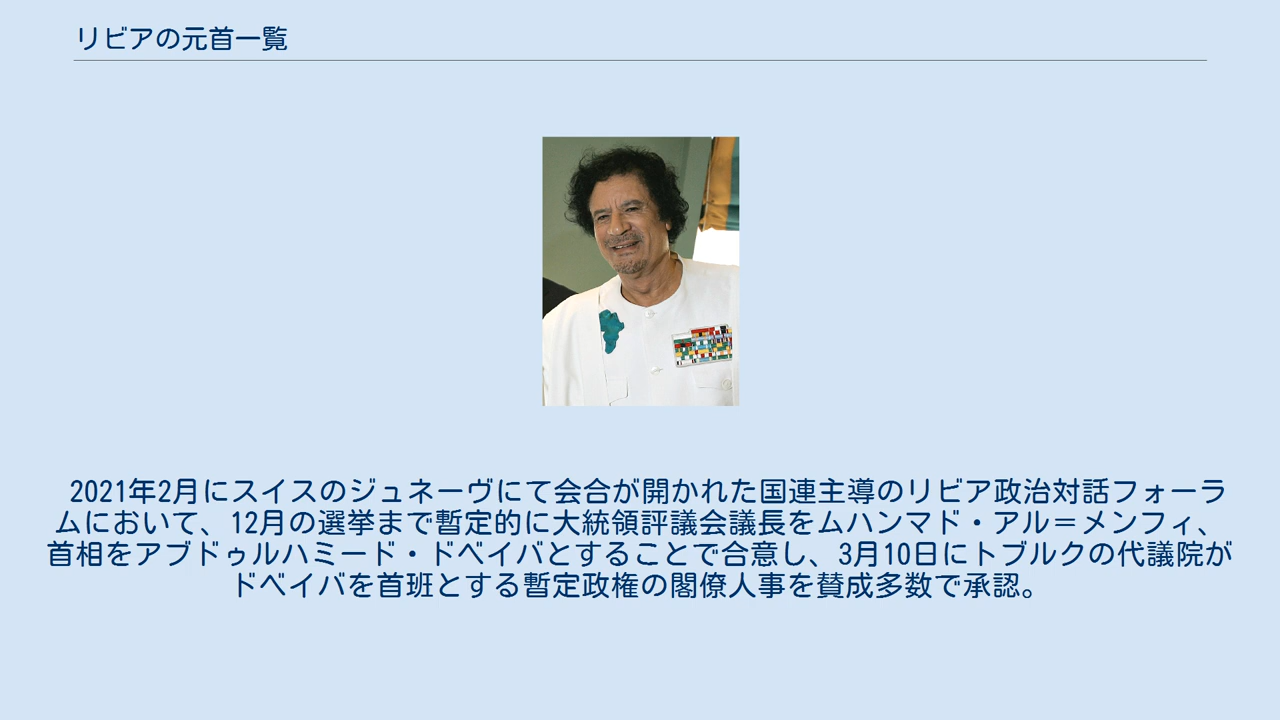 リビアの元首一覧
2021年2月にスイスのジュネーヴにて会合が開かれた国連主導のリビア政治対話フォーラ
ムにおいて、12月の選挙まで暫定的に大統領評議会議長をムハンマド・アル＝メンフィ、
首相をアブドゥルハミード・ドベイバとすることで合意し、3月10日にトブルクの代議院が
ドベイバを首班とする暫定政権の閣僚人事を賛成多数で承認。